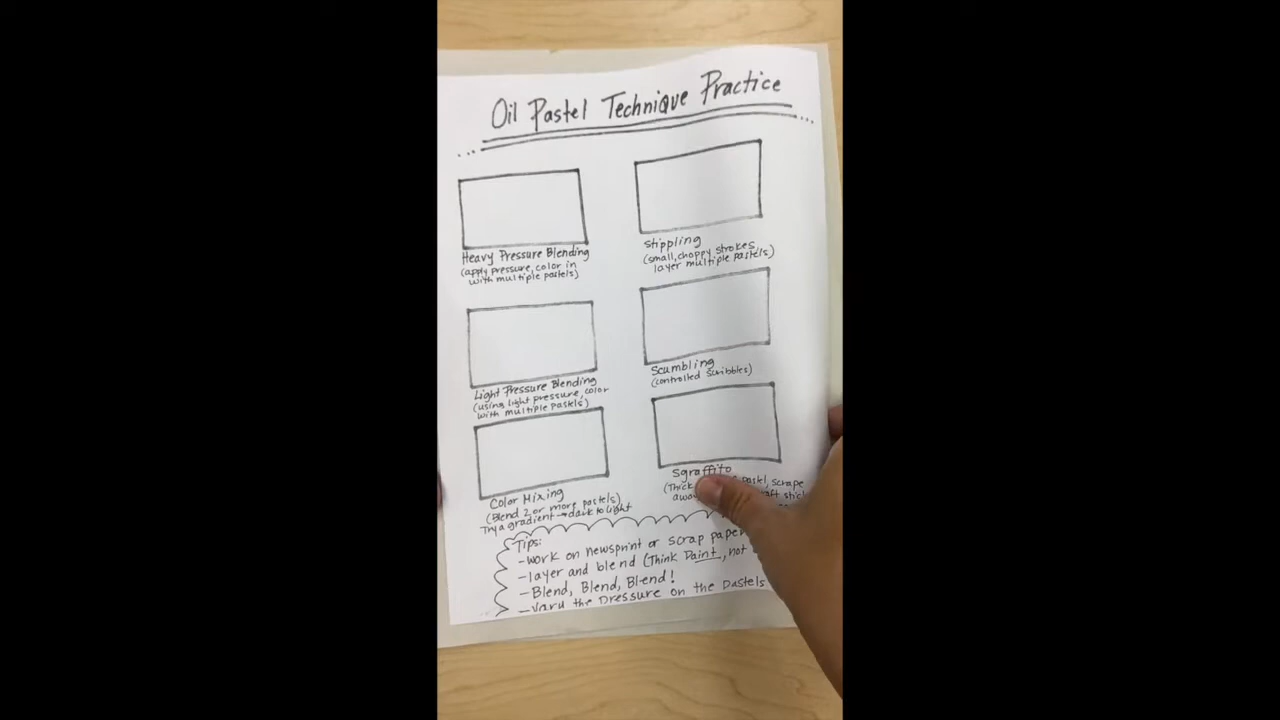 Oil Pastel Technique Practice
Heavy Pressure Blending
(apply pressure, color in
with multiple pastels)
Stippling
(small, choppy strokes
layer multiple pastels)
Light Pressure Blending
(using light pressure, color
with multiple pastels)
Scumbling
(controlled scribbles)
Color Mixing
(Blend 2 or more pastels)
Try a gradient → dark to light
Sgraffito
(Thick pastel, scrape
Tips:
-work on newsprint or scrap paper
-layer and blend (Think Paint, not
-Blend, Blend, Blend!
-Vary the pressure on the pastels